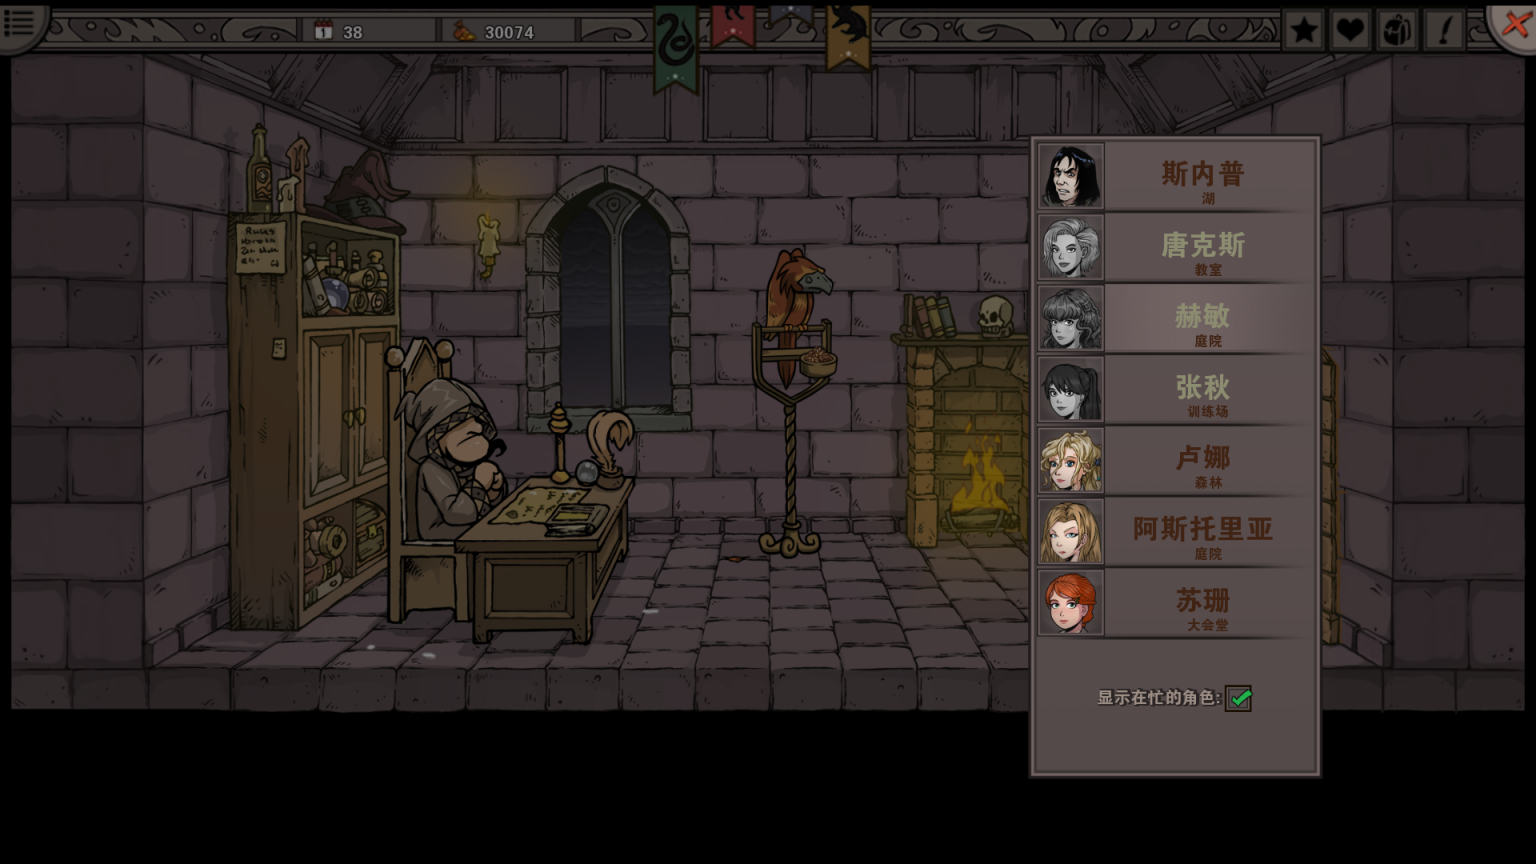 38
30074
Rules
斯内普
湖
唐克斯
教室
赫敏
庭院
张秋
训练场
卢娜
森林
阿斯托里亚
庭院
苏珊
大会堂
显示在忙的角色: